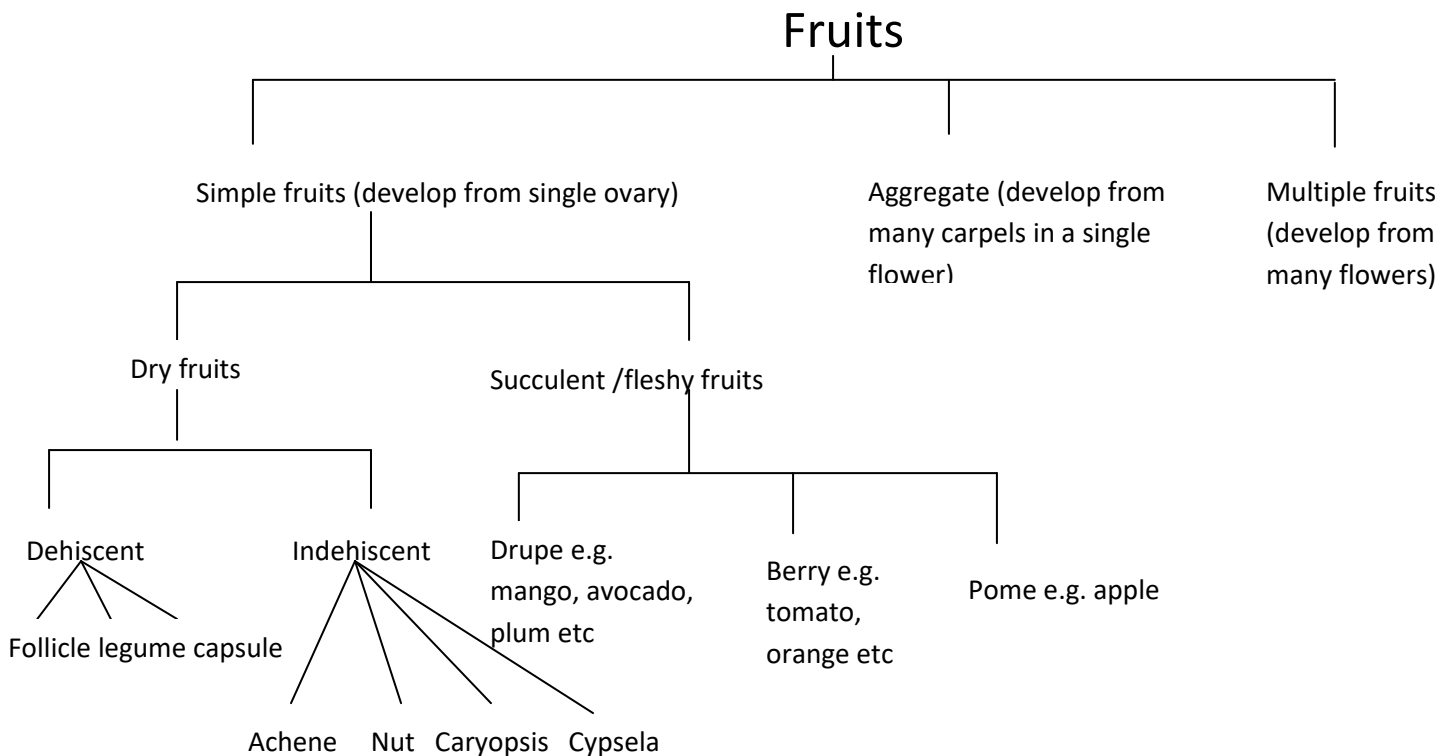 Fruits
Simple fruits (develop from single ovary)
Aggregate (develop from
many carpels in a single
flower)
Multiple fruits
(develop from
many flowers)
Dry fruits
Succulent /fleshy fruits
Dehiscent
Indehiscent
Drupe e.g.
mango, avocado,
plum etc
Berry e.g.
tomato,
orange etc
Pome e.g. apple
Follicle legume capsule
Achene Nut Caryopsis Cypsela